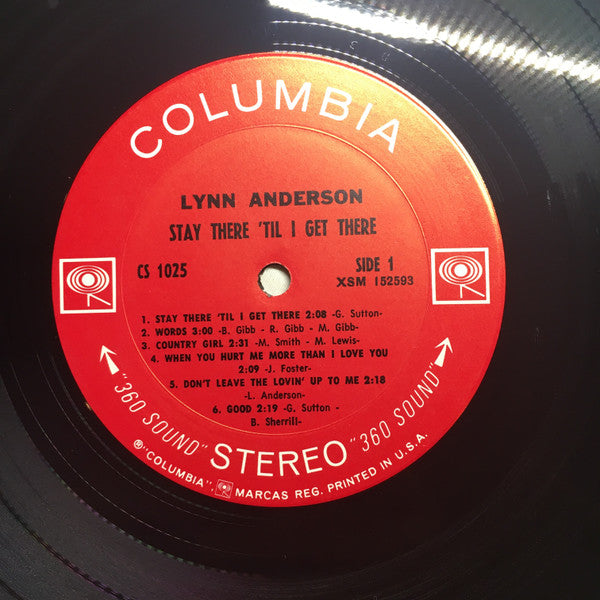 COLUMBIA
LYNN ANDERSON
STAY THERE 'TIL I GET THERE
CS 1025
SIDE 1
XSM 152593
1. STAY THERE 'TIL I GET THERE 2:08 -G. Sutton-
2. WORDS 3:00 -B. Gibb - R. Gibb - M. Gibb-
3. COUNTRY GIRL 2:31 -M. Smith - M. Lewis-
4. WHEN YOU HURT ME MORE THAN I LOVE YOU
2:09 -J. Foster-
5. DON'T LEAVE THE LOVIN' UP TO ME 2:18
-L. Anderson-
6. GOOD 2:19 -G. Sutton -
B. Sherrill-
"360 SOUND" STEREO "360 SOUND"
℗"COLUMBIA", MARCAS REG. PRINTED IN U.S.A.